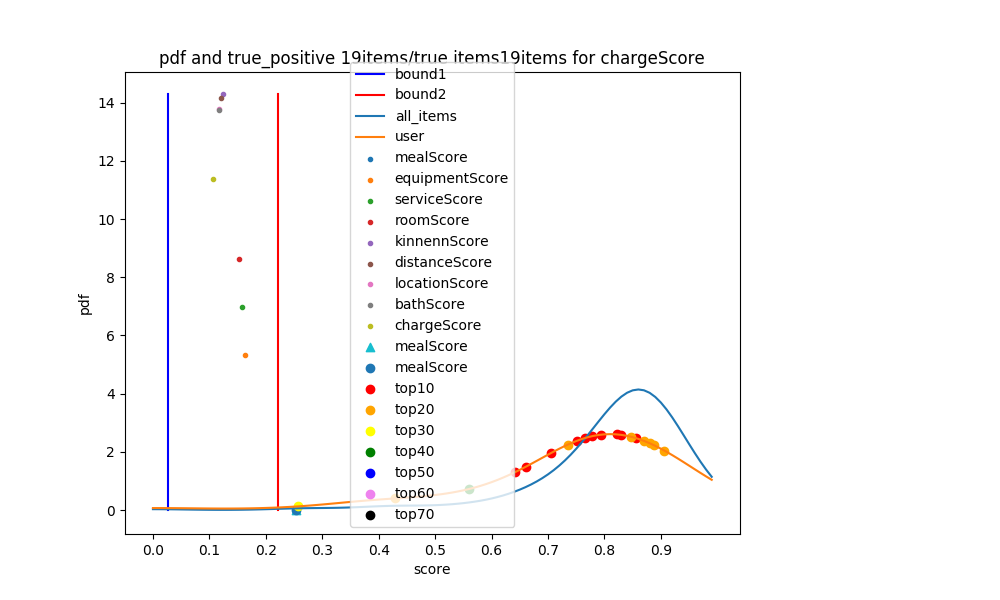 pdf and true_positive 19items/true items19items for chargeScore
bound1
bound2
all_items
user
mealScore
equipmentScore
serviceScore
roomScore
kinnennScore
distanceScore
locationScore
bathScore
chargeScore
mealScore
mealScore
top10
top20
top30
top40
top50
top60
top70
pdf
14
12
10
8
6
4
2
0
0.0 0.1 0.2 0.3 0.4 0.5 0.6 0.7 0.8 0.9
score